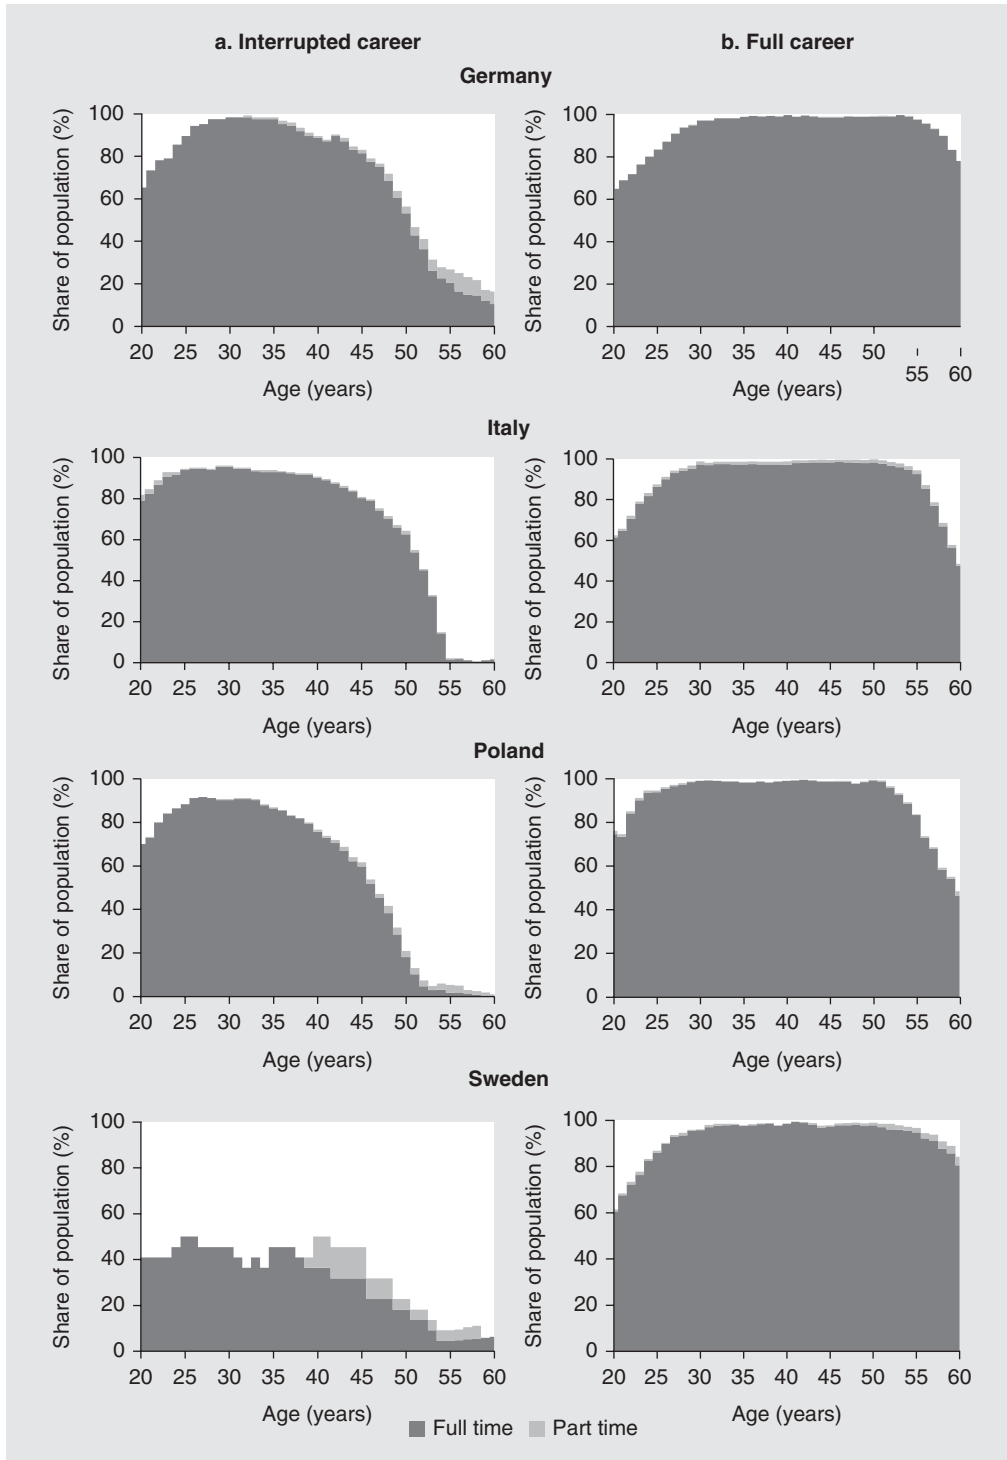 a. Interrupted career b. Full career
Germany
Share of population (%) Share of population (%)
100 100
80 80
60 60
40 40
20 20
0 0
20 25 30 35 40 45 50 55 60 20 25 30 35 40 45 50 55 60
Age (years) Age (years)
Italy
Share of population (%) Share of population (%)
100 100
80 80
60 60
40 40
20 20
0 0
20 25 30 35 40 45 50 55 60 20 25 30 35 40 45 50 55 60
Age (years) Age (years)
Poland
Share of population (%) Share of population (%)
100 100
80 80
60 60
40 40
20 20
0 0
20 25 30 35 40 45 50 55 60 20 25 30 35 40 45 50 55 60
Age (years) Age (years)
Sweden
Share of population (%) Share of population (%)
100 100
80 80
60 60
40 40
20 20
0 0
20 25 30 35 40 45 50 55 60 20 25 30 35 40 45 50 55 60
Age (years) Age (years)
Full time Part time